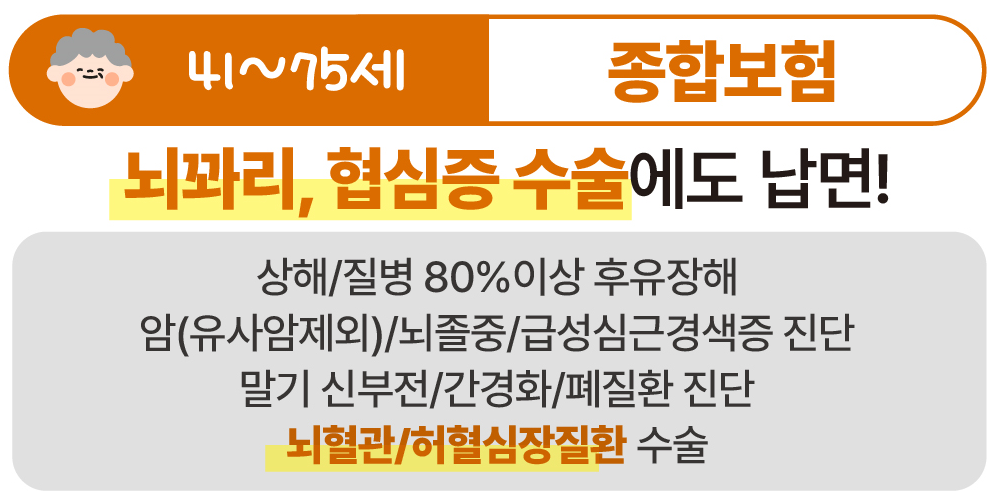 41~75세 종합보험
뇌꽈리, 협심증 수술에도 납면!
상해/질병 80%이상 후유장해
암(유사암제외)/뇌졸중/급성심근경색증 진단
말기 신부전/간경화/폐질환 진단
뇌혈관/허혈심장질환 수술